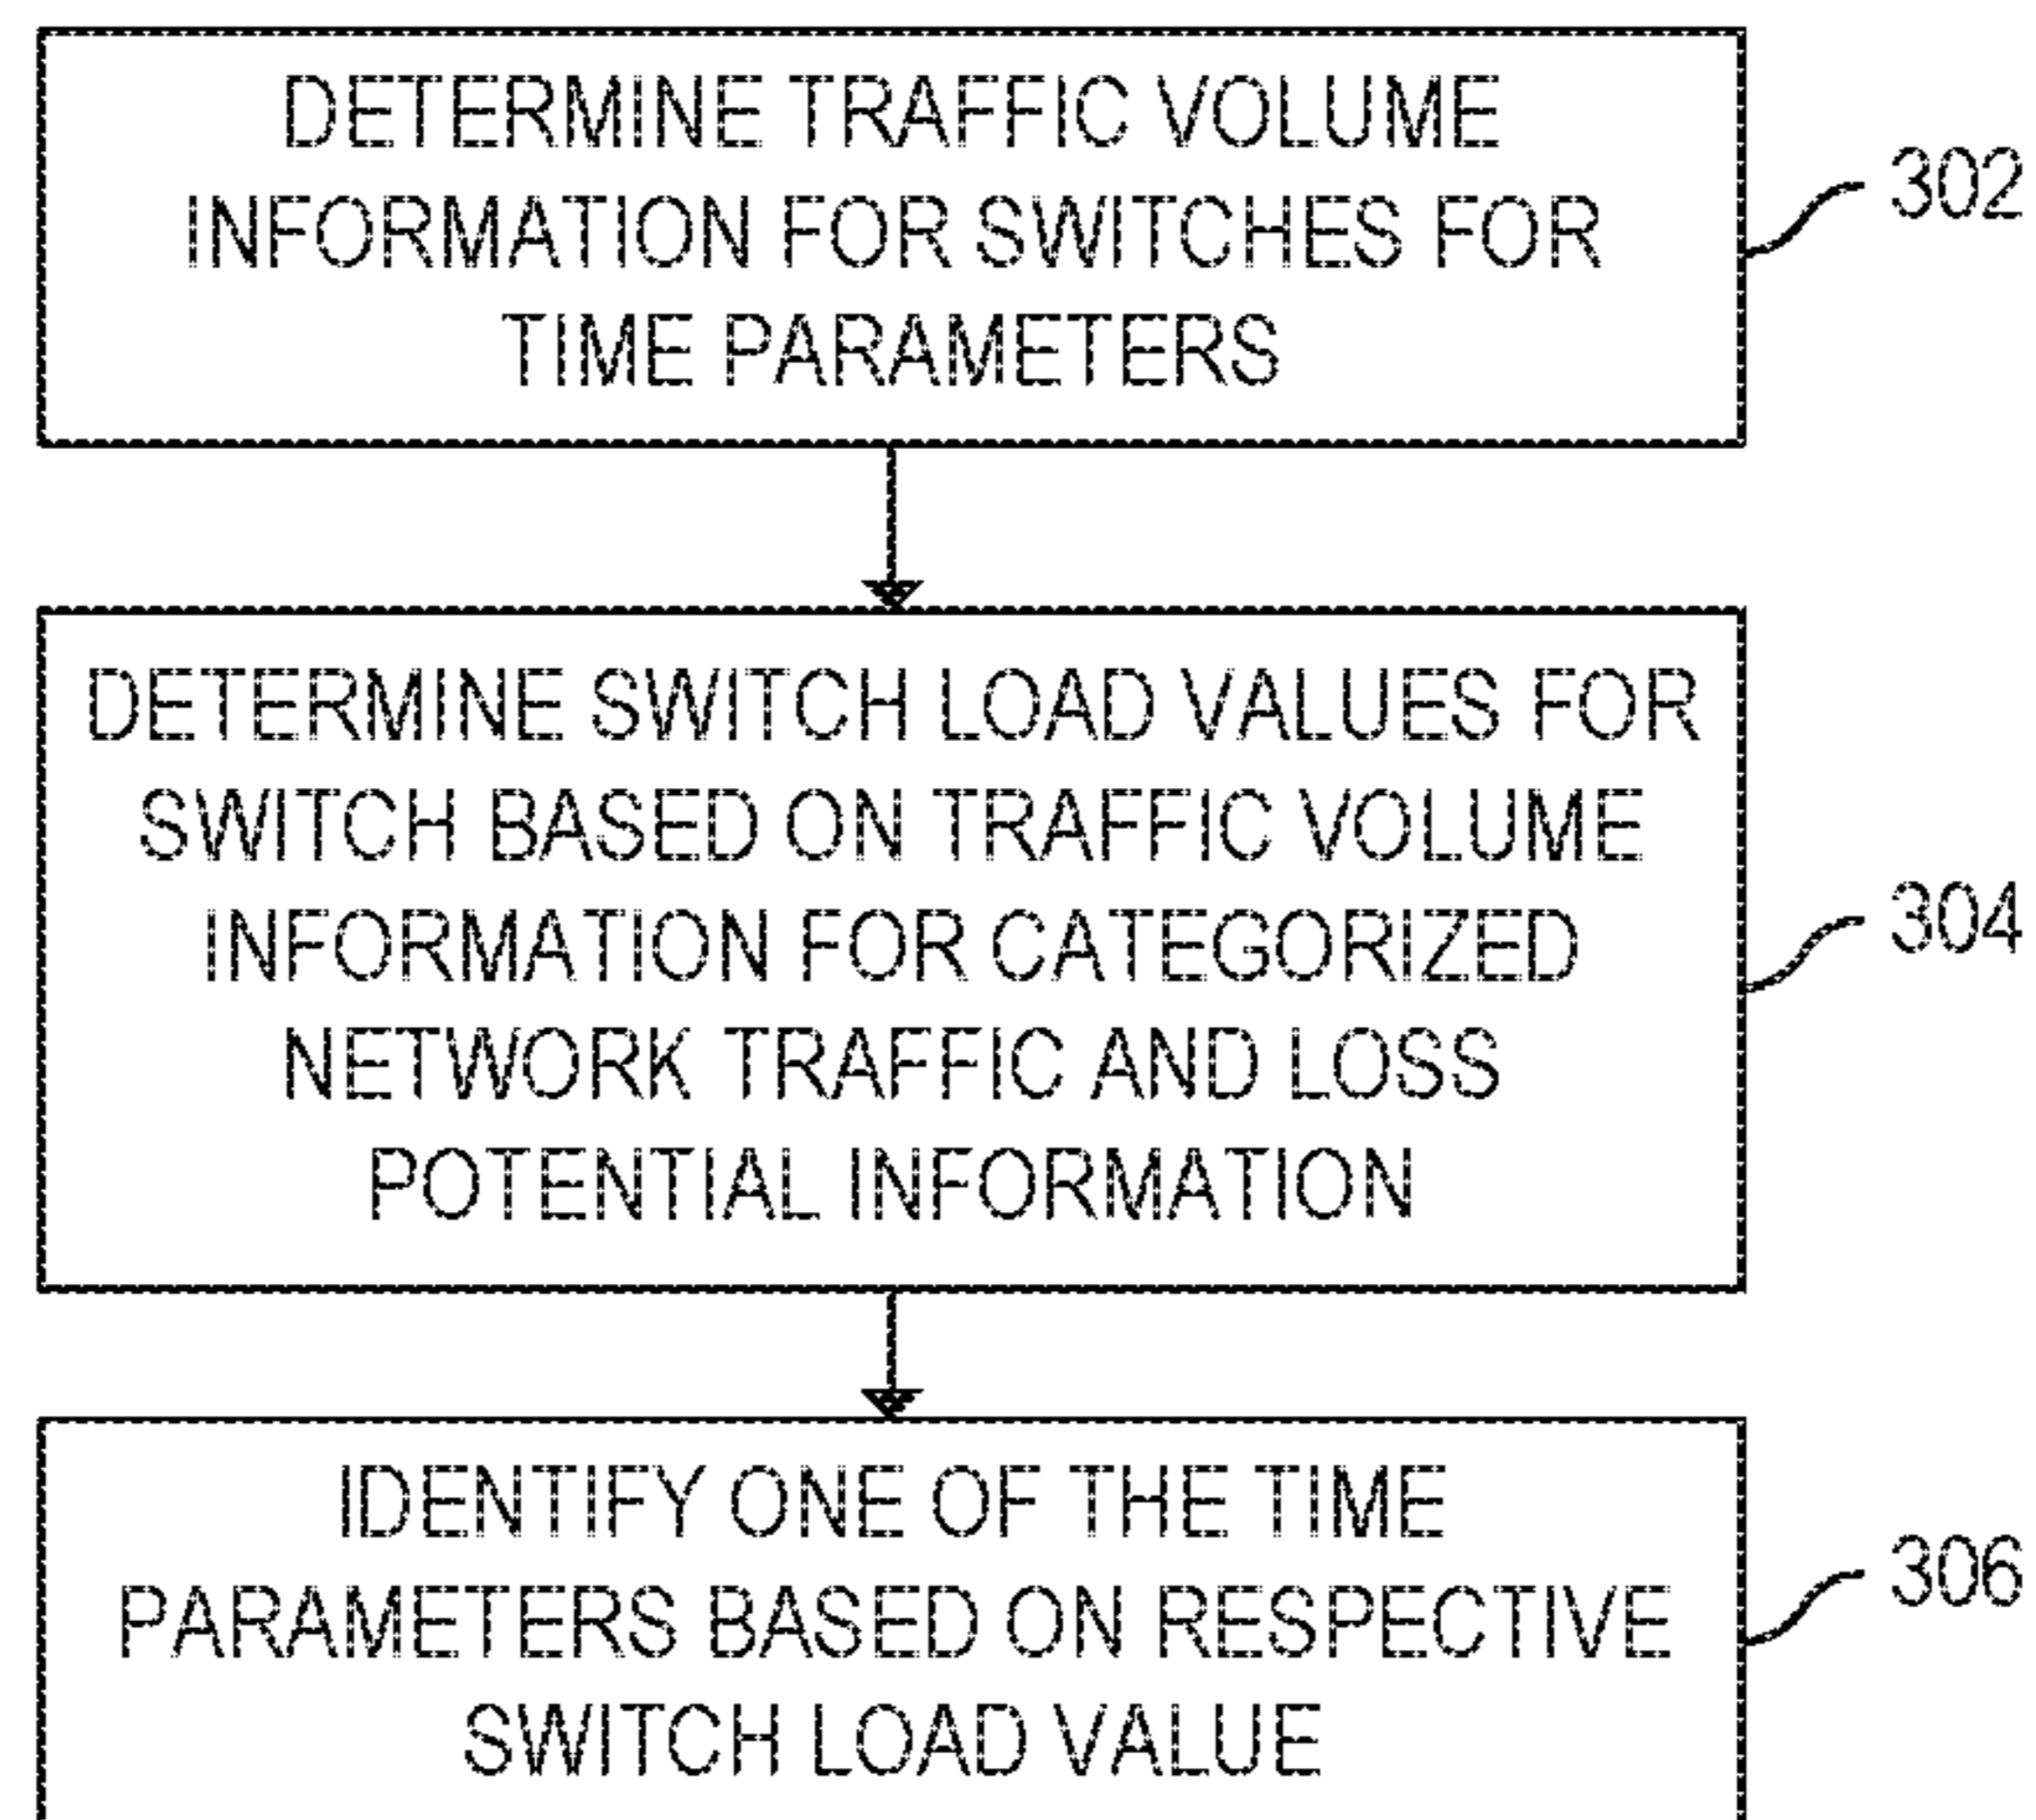 DETERMINE TRAFFIC VOLUME
INFORMATION FOR SWITCHES FOR
TIME PARAMETERS
302
DETERMINE SWITCH LOAD VALUES FOR
SWITCH BASED ON TRAFFIC VOLUME
INFORMATION FOR CATEGORIZED
NETWORK TRAFFIC AND LOSS
POTENTIAL INFORMATION
304
IDENTIFY ONE OF THE TIME
PARAMETERS BASED ON RESPECTIVE
SWITCH LOAD VALUE
306